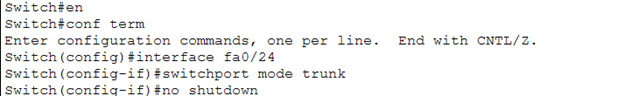 Switch#en
Switch#conf term
Enter configuration commands, one per line.  End with CNTL/Z.
Switch(config)#interface fa0/24
Switch(config-if)#switchport mode trunk
Switch(config-if)#no shutdown